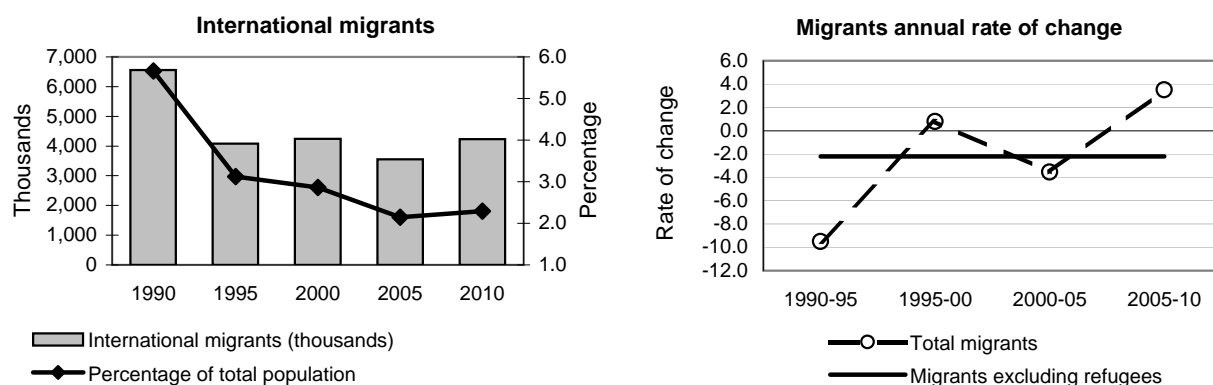 International migrants
7,000
6,000
5,000
4,000
3,000
2,000
1,000
0
Thousands
6.0
5.0
4.0
3.0
2.0
1.0
Percentage
1990 1995 2000 2005 2010
International migrants (thousands)
Percentage of total population
Migrants annual rate of change
6.0
4.0
2.0
0.0
-2.0
-4.0
-6.0
-8.0
-10.0
-12.0
Rate of change
1990-95 1995-00 2000-05 2005-10
Total migrants
Migrants excluding refugees